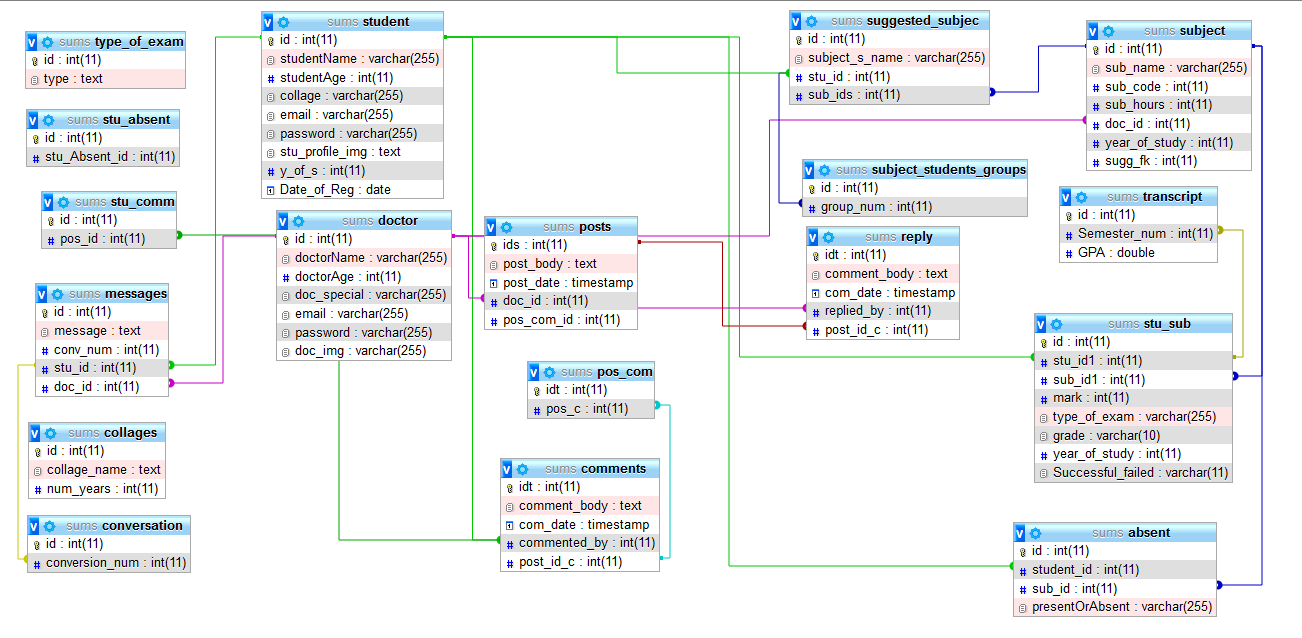 sums type_of_exam
id : int(11)
type : text
sums stu_absent
id : int(11)
stu_Absent_id : int(11)
sums stu_comm
id : int(11)
pos_id : int(11)
sums messages
id : int(11)
message : text
conv_num : int(11)
stu_id : int(11)
doc_id : int(11)
sums collages
id : int(11)
collage_name : text
num_years : int(11)
sums conversation
id : int(11)
conversion_num : int(11)
sums student
id : int(11)
studentName : varchar(255)
studentAge : int(11)
collage : varchar(255)
email : varchar(255)
password : varchar(255)
stu_profile_img : text
y_of_s : int(11)
Date_of_Reg : date
sums doctor
id : int(11)
doctorName : varchar(255)
doctorAge : int(11)
doc_special : varchar(255)
email : varchar(255)
password : varchar(255)
doc_img : varchar(255)
sums posts
ids : int(11)
post_body : text
post_date : timestamp
doc_id : int(11)
pos_com_id : int(11)
sums pos_com
idt : int(11)
pos_c : int(11)
sums comments
idt : int(11)
comment_body : text
com_date : timestamp
commented_by : int(11)
post_id_c : int(11)
sums suggested_subjec
id : int(11)
subject_s_name : varchar(255)
stu_id : int(11)
sub_ids : int(11)
sums subject_students_groups
id : int(11)
group_num : int(11)
sums reply
idt : int(11)
comment_body : text
com_date : timestamp
replied_by : int(11)
post_id_c : int(11)
sums subject
id : int(11)
sub_name : varchar(255)
sub_code : int(11)
sub_hours : int(11)
doc_id : int(11)
year_of_study : int(11)
sugg_fk : int(11)
sums transcript
id : int(11)
Semester_num : int(11)
GPA : double
sums stu_sub
id : int(11)
stu_id1 : int(11)
sub_id1 : int(11)
mark : int(11)
type_of_exam : varchar(255)
grade : varchar(10)
year_of_study : int(11)
Successful_failed : varchar(11)
sums absent
id : int(11)
student_id : int(11)
sub_id : int(11)
presentOrAbsent : varchar(255)